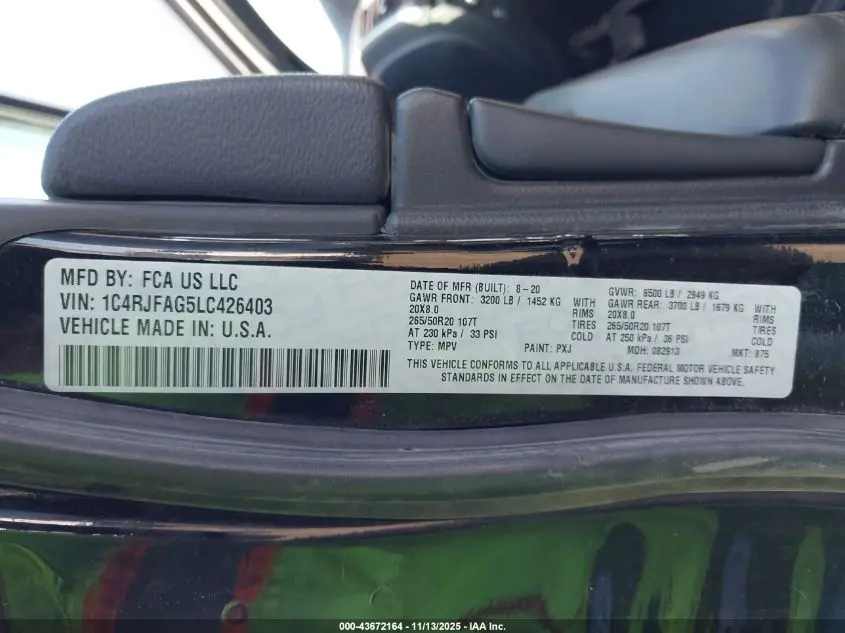 MFD BY: FCA US LLC
VIN: 1C4RJFAG5LC426403
VEHICLE MADE IN: U.S.A.
DATE OF MFR (BUILT): 8-20
GAWR FRONT: 3200 LB / 1452 KG WITH
20X8.0 RIMS
265/50R20 107T TIRES
AT 230 kPa / 33 PSI COLD
TYPE: MPV PAINT: PXJ
GVWR: 6500 LB / 2949 KG
GAWR REAR: 3700 LB / 1679 KG WITH
20X8.0 RIMS
265/50R20 107T TIRES
AT 250 kPa / 36 PSI COLD
MDH: 082912 MKT: 875
THIS VEHICLE CONFORMS TO ALL APPLICABLE U.S.A. FEDERAL MOTOR VEHICLE SAFETY
STANDARDS IN EFFECT ON THE DATE OF MANUFACTURE SHOWN ABOVE.
000-43672164 - 11/13/2025 - IAA Inc.